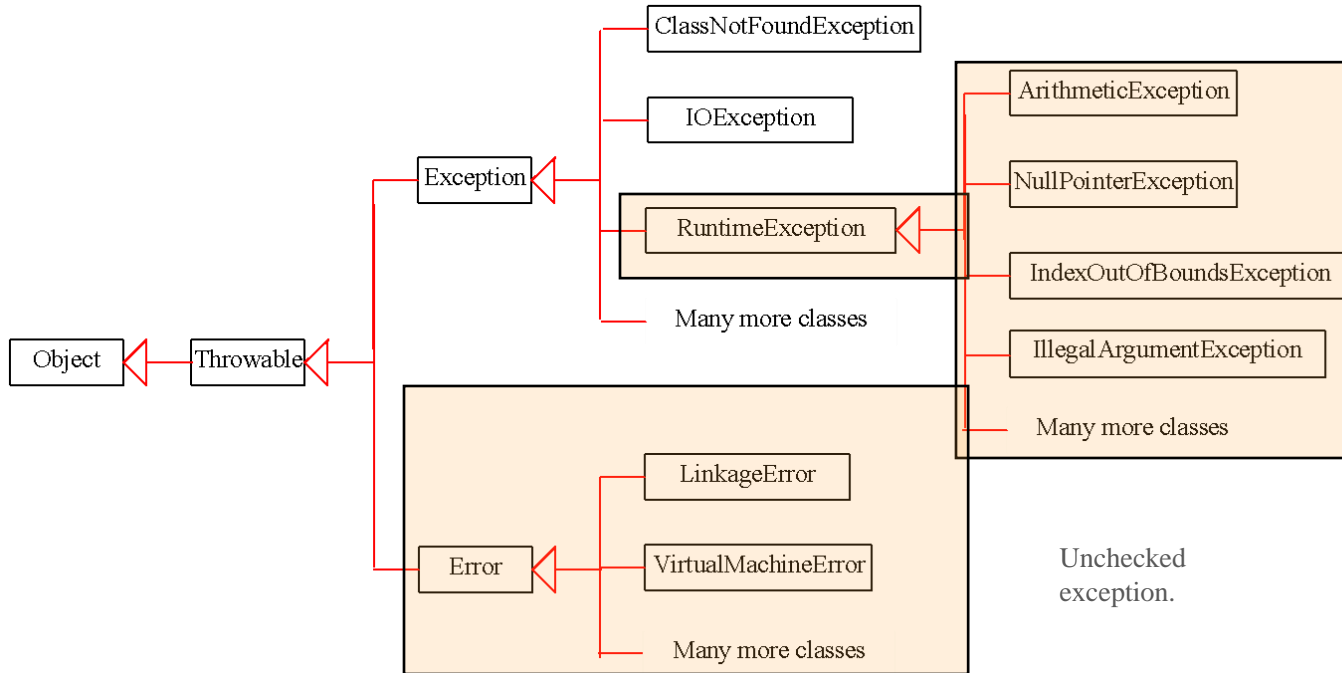 ClassNotFoundException
ArithmeticException
IOException
Exception
NullPointerException
RuntimeException
IndexOutOfBoundsException
Many more classes
Object
Throwable
IllegalArgumentException
Many more classes
LinkageError
Error
VirtualMachineError
Many more classes
Unchecked
exception.